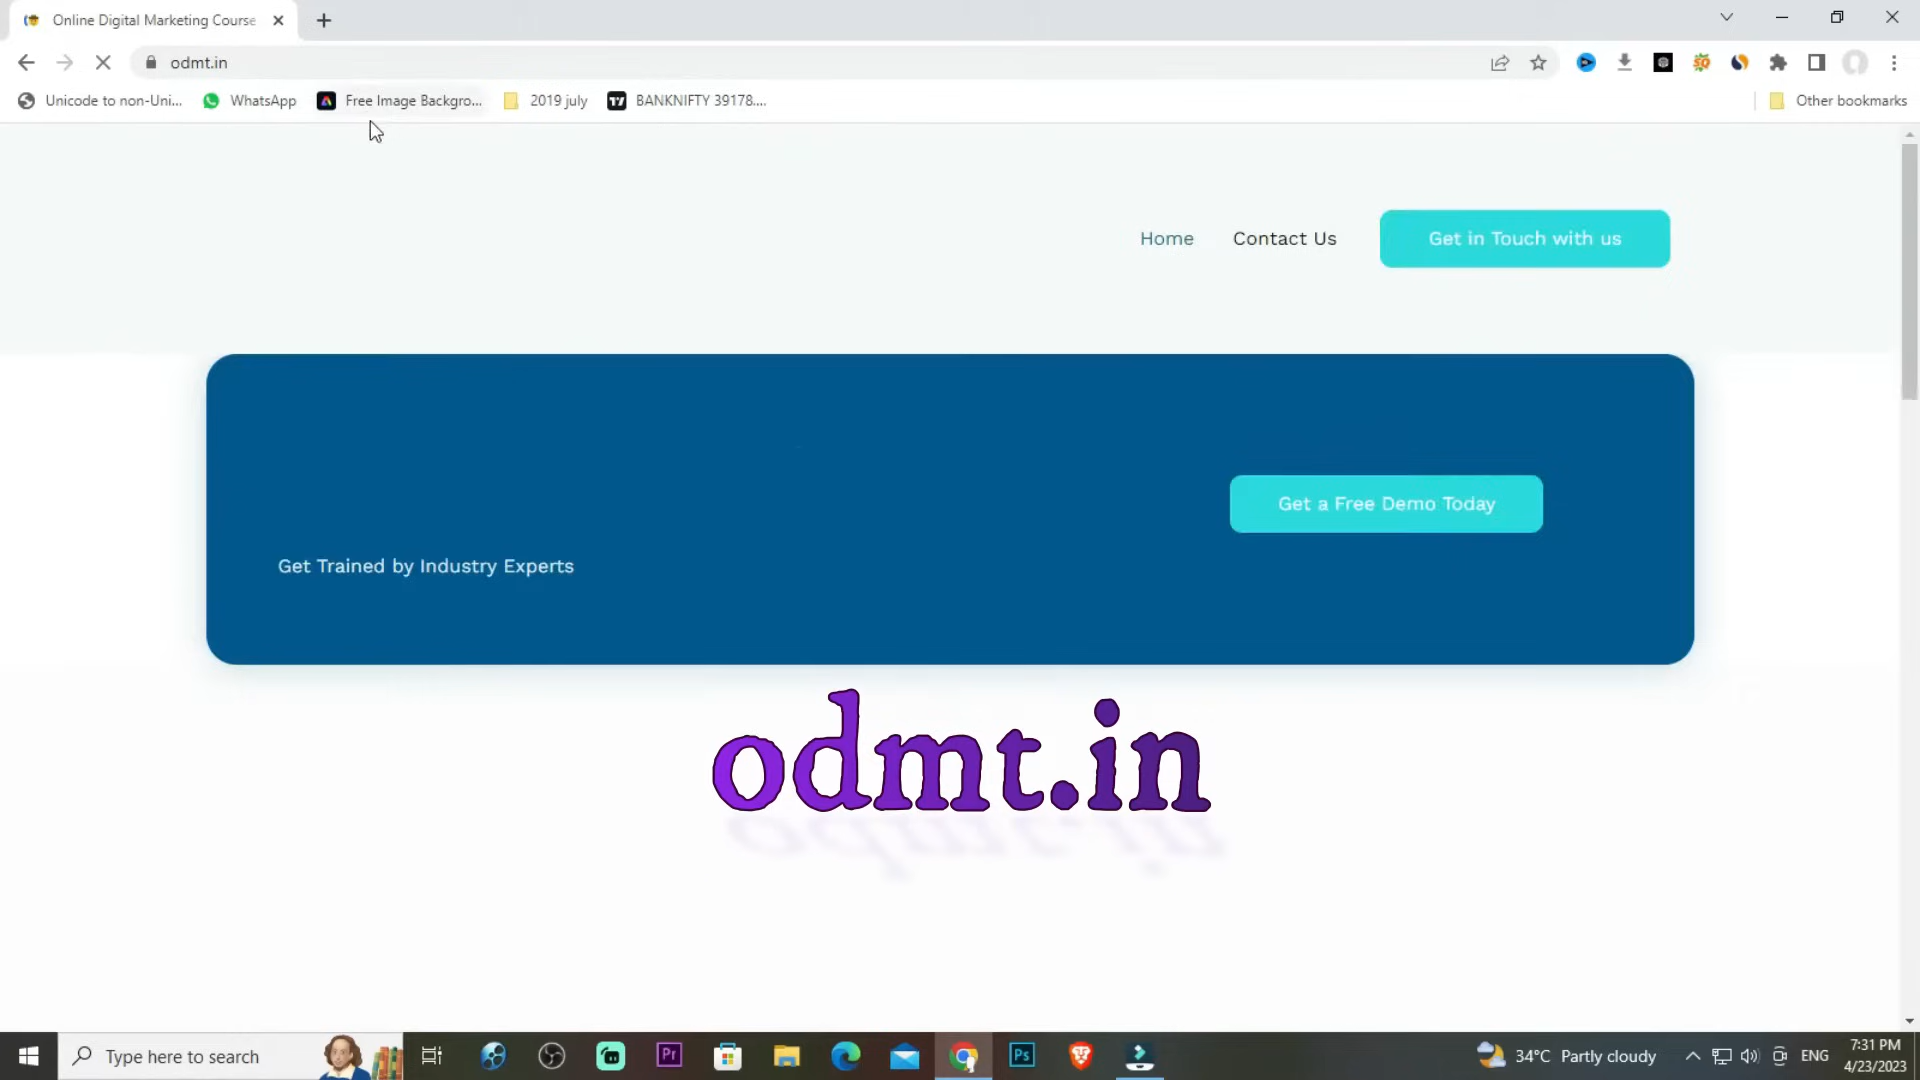 Online Digital Marketing Course
odmt.in
Unicode to non-Uni...
WhatsApp
Free Image Backgro...
2019 july
BANKNIFTY 39178....
Other bookmarks
Home
Contact Us
Get in Touch with us
Get a Free Demo Today
Get Trained by Industry Experts
odmt.in
Type here to search
Pr
Ps
34°C Partly cloudy
ENG
7:31 PM
4/23/2023